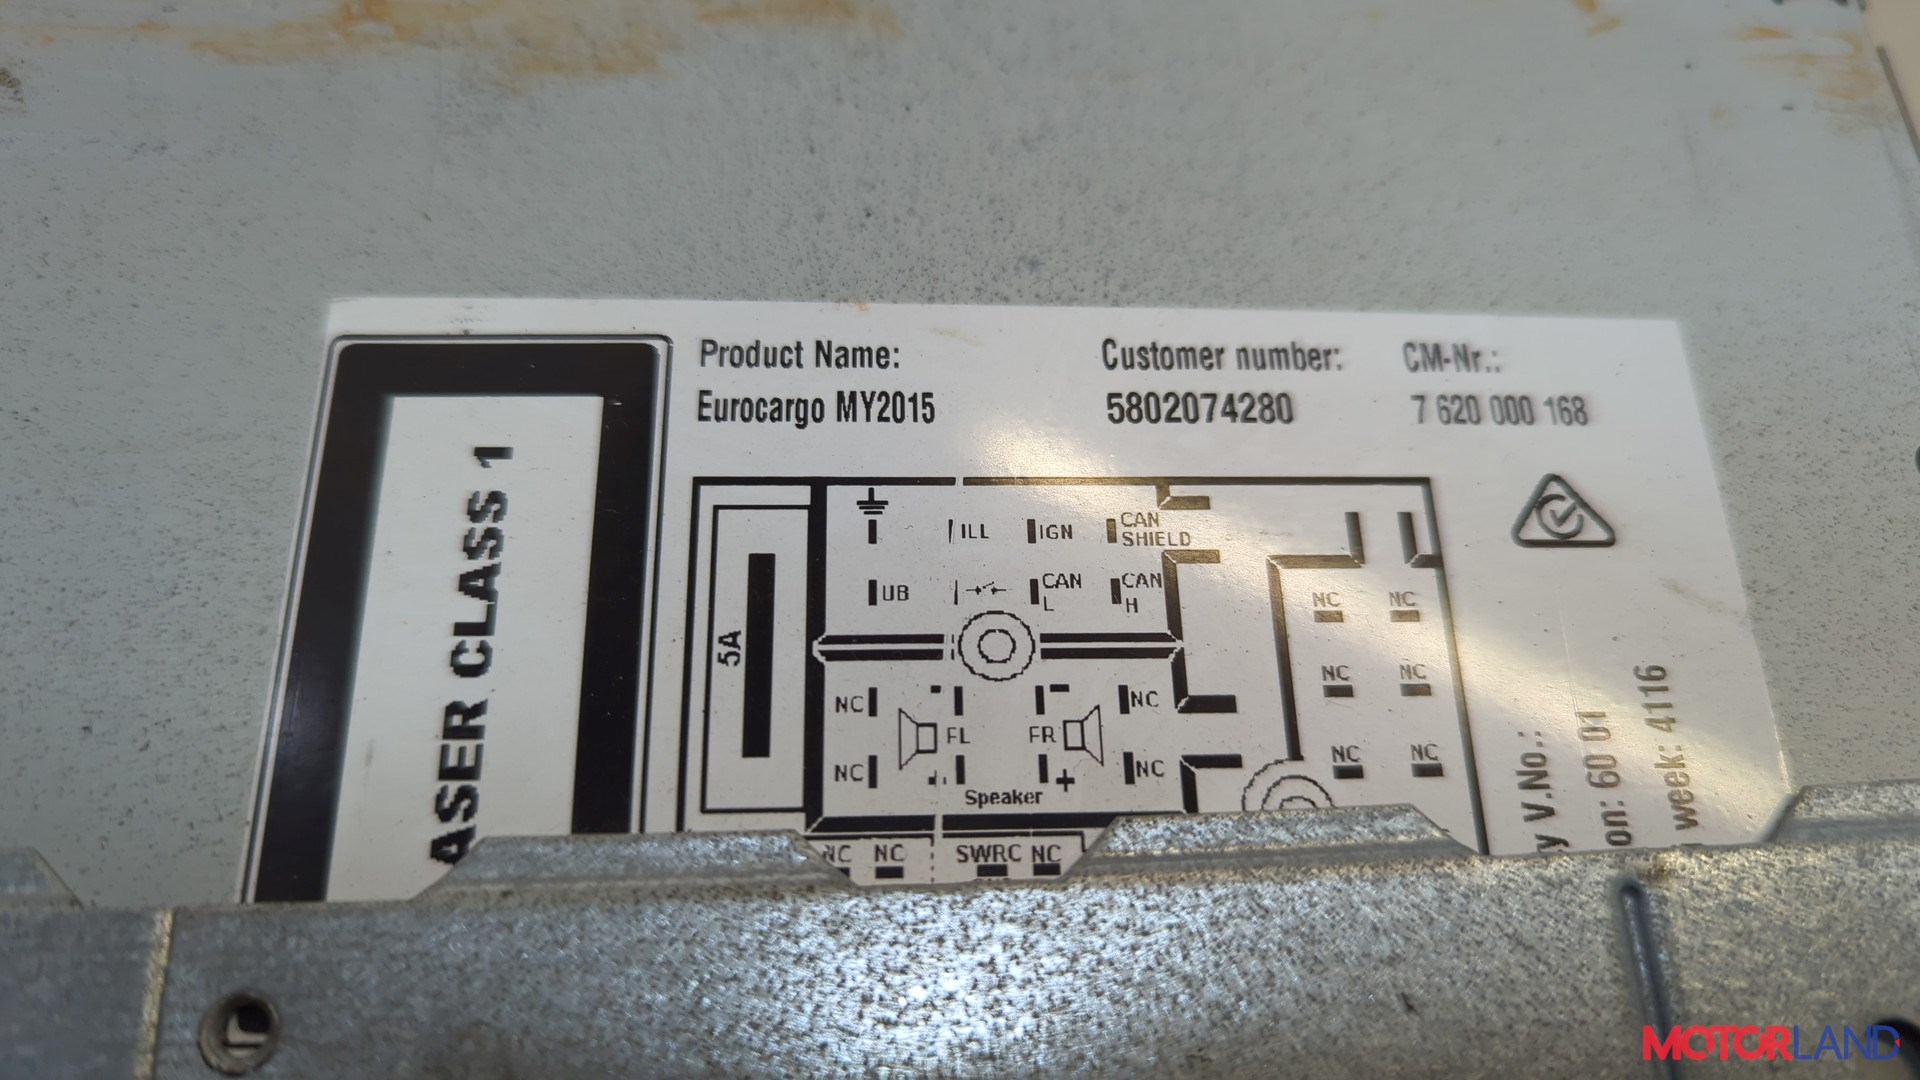 Product Name:
Customer number:
CM-Nr.:
Eurocargo MY2015
5802074280
7 620 000 168
ASER CLASS 1
5A
ILL
IGN
CAN
SHIELD
UB
CAN
L
CAN
H
NC
NC
NC
NC
NC
NC
NC
FL
FR
NC
NC
NC
- -
+ +
Speaker
NC NC
SWRC NC
y V.No.:
on: 60 01
week: 4116
MOTORLAND